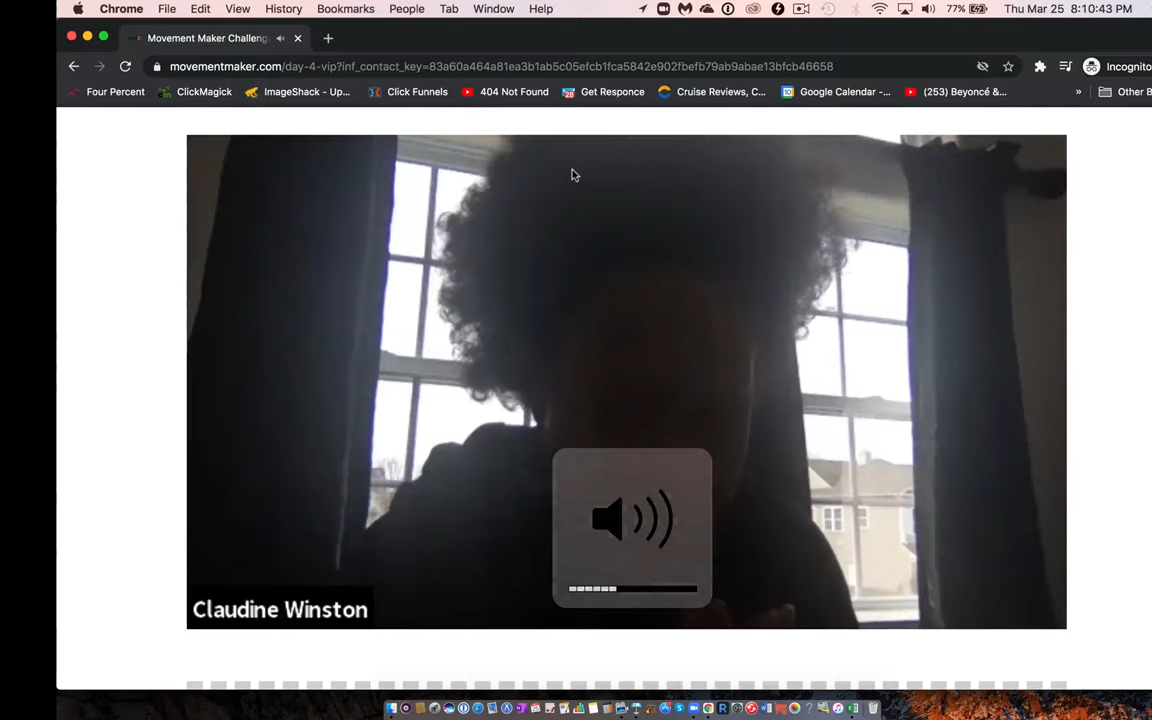 Chrome File Edit View History Bookmarks People Tab Window Help 77% Thu Mar 25 8:10:43 PM
Movement Maker Challeng
movementmaker.com/day-4-vip?inf_contact_key=83a60a464a81ea3b1ab5c05efcb1fca5842e902fbefb79ab9abae13bfcb46658 Incognito
Four Percent ClickMagick ImageShack - Up... Click Funnels 404 Not Found Get Response Cruise Reviews, C... Google Calendar -... (253) Beyoncé &... » Other B
Claudine Winston